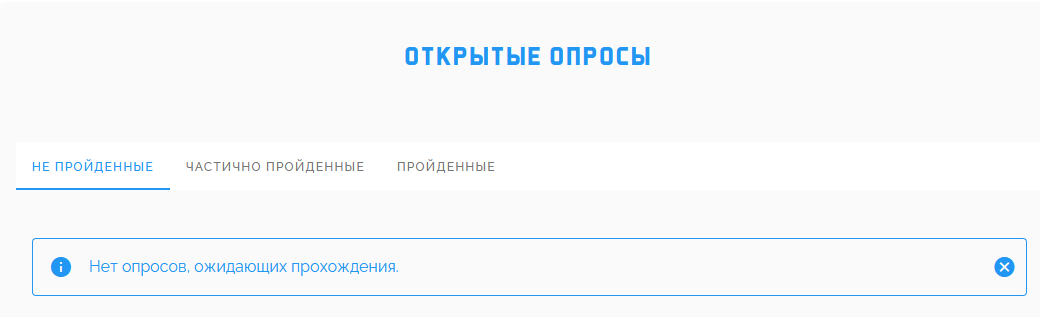 ОТКРЫТЫЕ ОПРОСЫ
НЕ ПРОЙДЕННЫЕ ЧАСТИЧНО ПРОЙДЕННЫЕ ПРОЙДЕННЫЕ
Нет опросов, ожидающих прохождения.